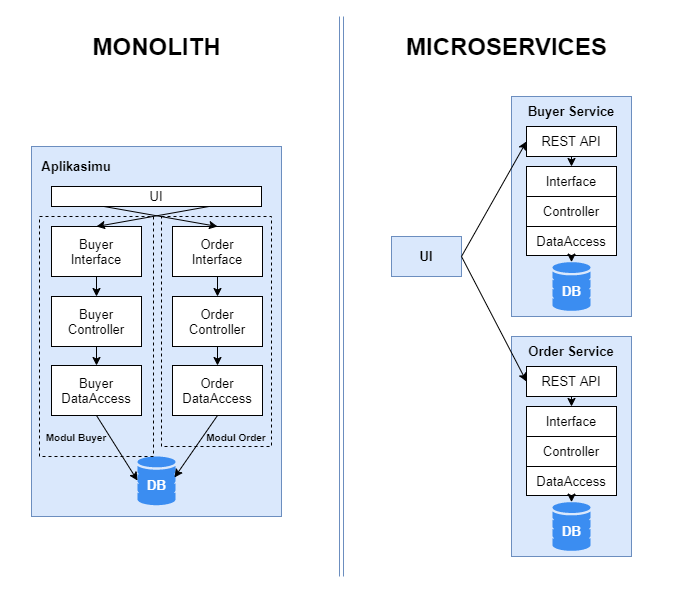 MONOLITH
Aplikasimu
UI
Buyer
Interface
Order
Interface
Buyer
Controller
Order
Controller
Buyer
DataAccess
Order
DataAccess
Modul Buyer
Modul Order
DB
MICROSERVICES
UI
Buyer Service
REST API
Interface
Controller
DataAccess
DB
Order Service
REST API
Interface
Controller
DataAccess
DB